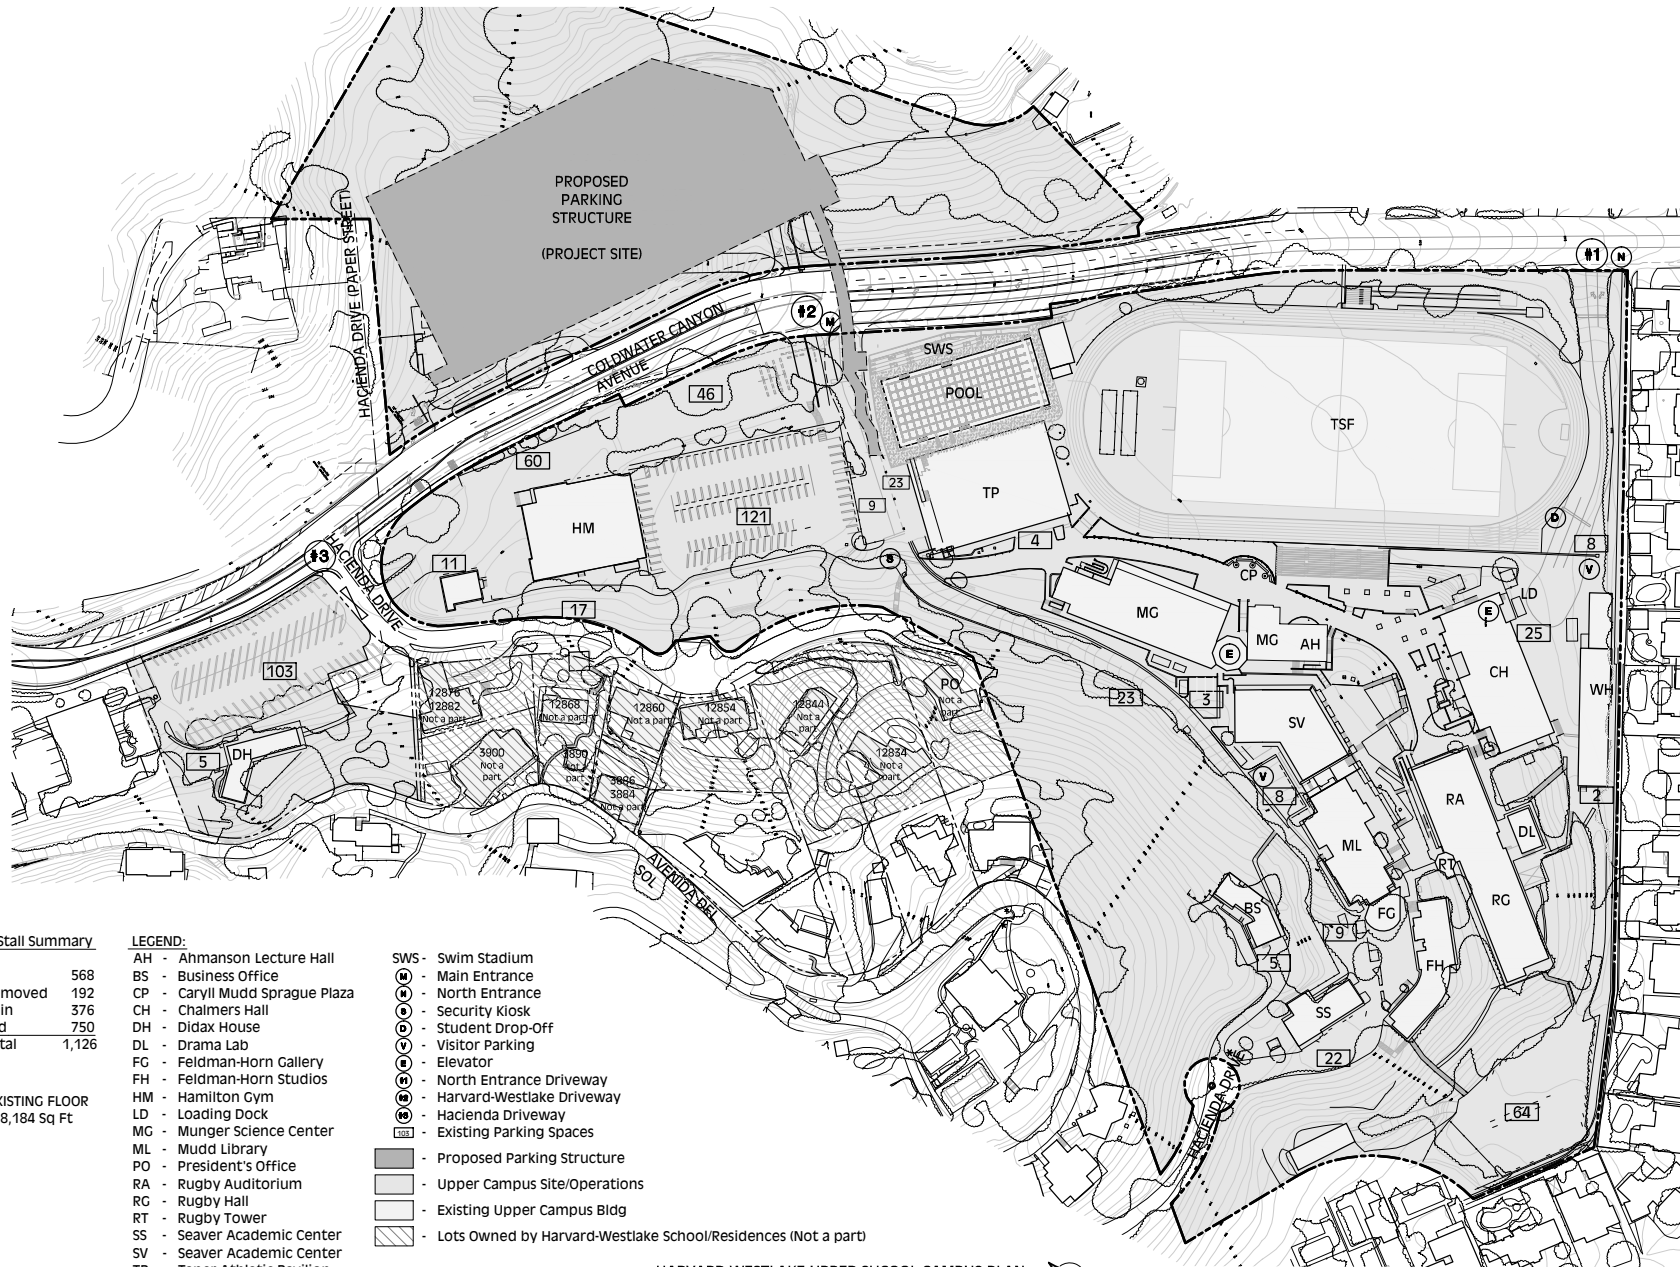 PROPOSED
PARKING
STRUCTURE
(PROJECT SITE)
HACIENDA DRIVE (PAPER STREET)
COLDWATER CANYON
AVENUE
#1
N
#2
M
#3
HACIENDA DRIVE
SWS
POOL
TSF
46
60
HM
121
23
9
TP
11
17
S
4
D
8
V
CP
MG
MG
AH
E
E
LD
25
CH
WH
103
5
DH
12876
12882
Not a part
12868
Not a part
12860
Not a part
12854
Not a part
12844
Not a
part
PO
Not a
part
3900
Not a
part
3890
Not a
part
3886
3884
Not a part
12834
Not a
part
23
3
SV
V
8
RA
2
DL
ML
RT
AVENIDA DEL
SOL
BS
FG
RG
9
5
FH
SS
22
HACIENDA DRIVE
64
Stall Summary
568
moved 192
in 376
d 750
tal 1,126
XISTING FLOOR
8,184 Sq Ft
LEGEND:
AH - Ahmanson Lecture Hall
BS - Business Office
CP - Caryll Mudd Sprague Plaza
CH - Chalmers Hall
DH - Didax House
DL - Drama Lab
FG - Feldman-Horn Gallery
FH - Feldman-Horn Studios
HM - Hamilton Gym
LD - Loading Dock
MG - Munger Science Center
ML - Mudd Library
PO - President's Office
RA - Rugby Auditorium
RG - Rugby Hall
RT - Rugby Tower
SS - Seaver Academic Center
SV - Seaver Academic Center
SWS - Swim Stadium
M - Main Entrance
N - North Entrance
S - Security Kiosk
D - Student Drop-Off
V - Visitor Parking
E - Elevator
#1 - North Entrance Driveway
#2 - Harvard-Westlake Driveway
#3 - Hacienda Driveway
103 - Existing Parking Spaces
- Proposed Parking Structure
- Upper Campus Site/Operations
- Existing Upper Campus Bldg
- Lots Owned by Harvard-Westlake School/Residences (Not a part)